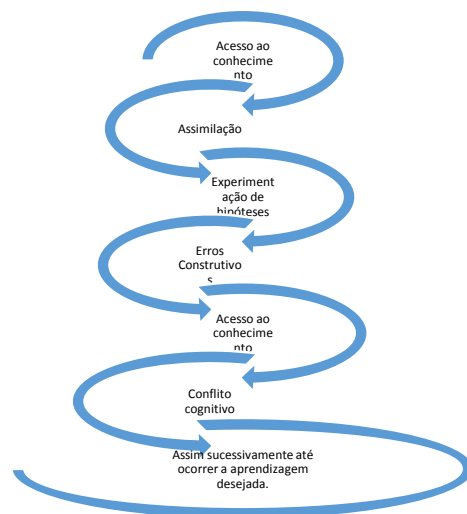 Acesso ao
conhecime
nto
Assimilação
Experiment
ação de
hipóteses
Erros
Construtivo
s
Acesso ao
conhecime
nto
Conflito
cognitivo
Assim sucessivamente até
ocorrer a aprendizagem
desejada.